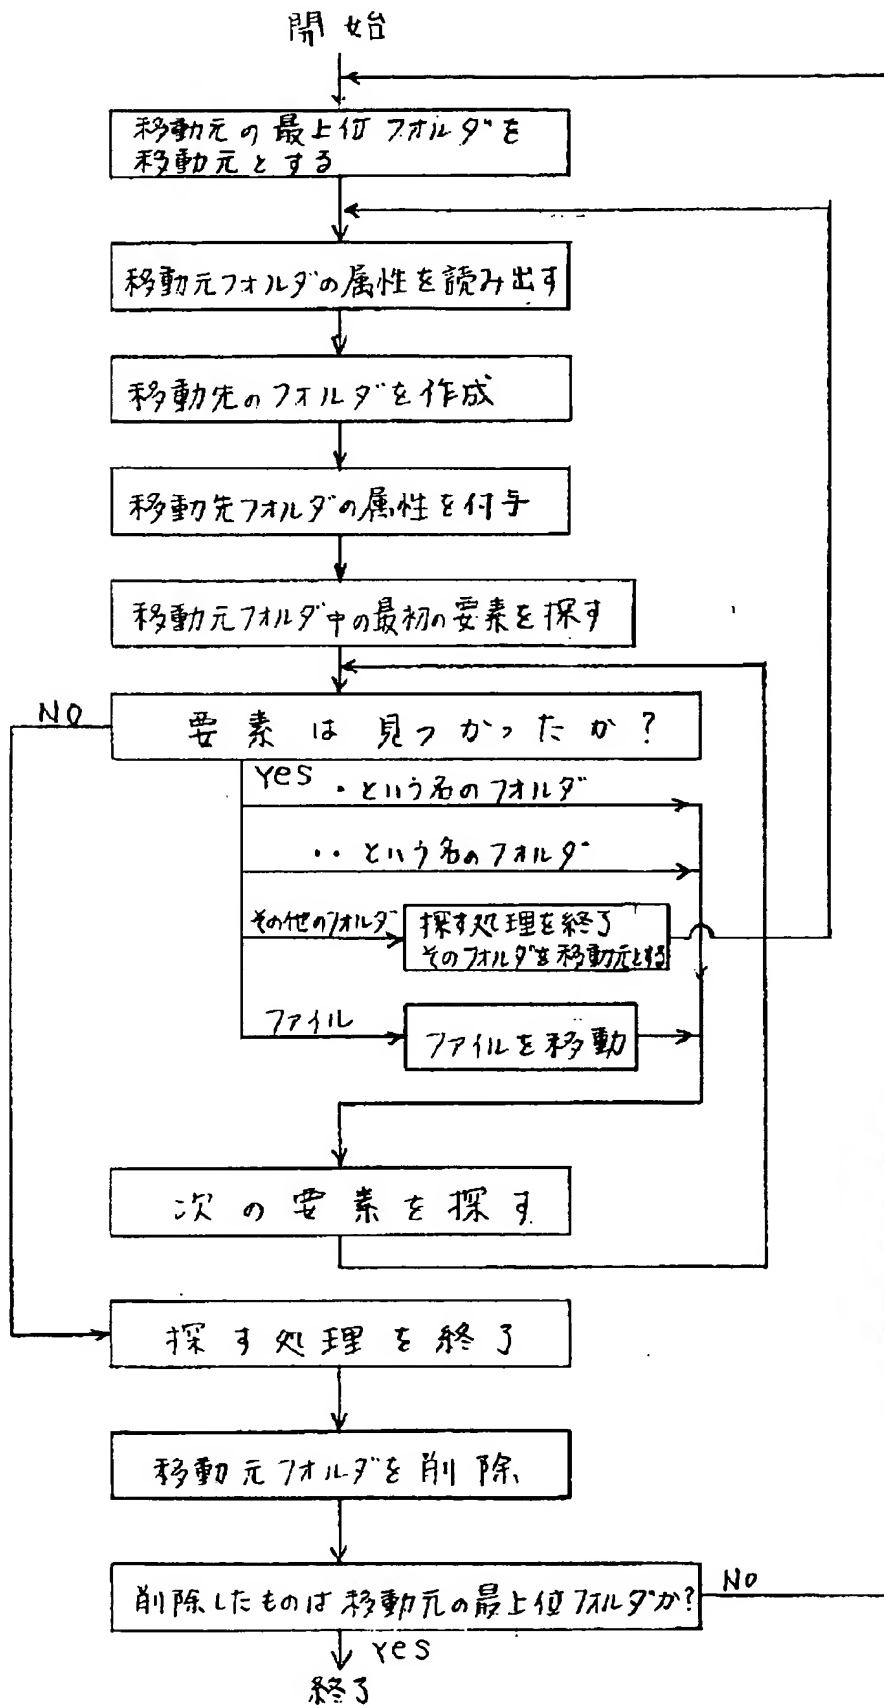 開始
移動元の最上位フォルダを
移動元とする
移動元フォルダの属性を読み出す
移動先のフォルダを作成
移動先フォルダの属性を付与
移動元フォルダ中の最初の要素を探す
NO
要素は見つかったか?
Yes
・という名のフォルダ
・・という名のフォルダ
その他のフォルダ
探す処理を終了
そのフォルダを移動元とする
ファイル
ファイルを移動
次の要素を探す
探す処理を終了
移動元フォルダを削除
削除したものは移動元の最上位フォルダか?
NO
Yes
終了